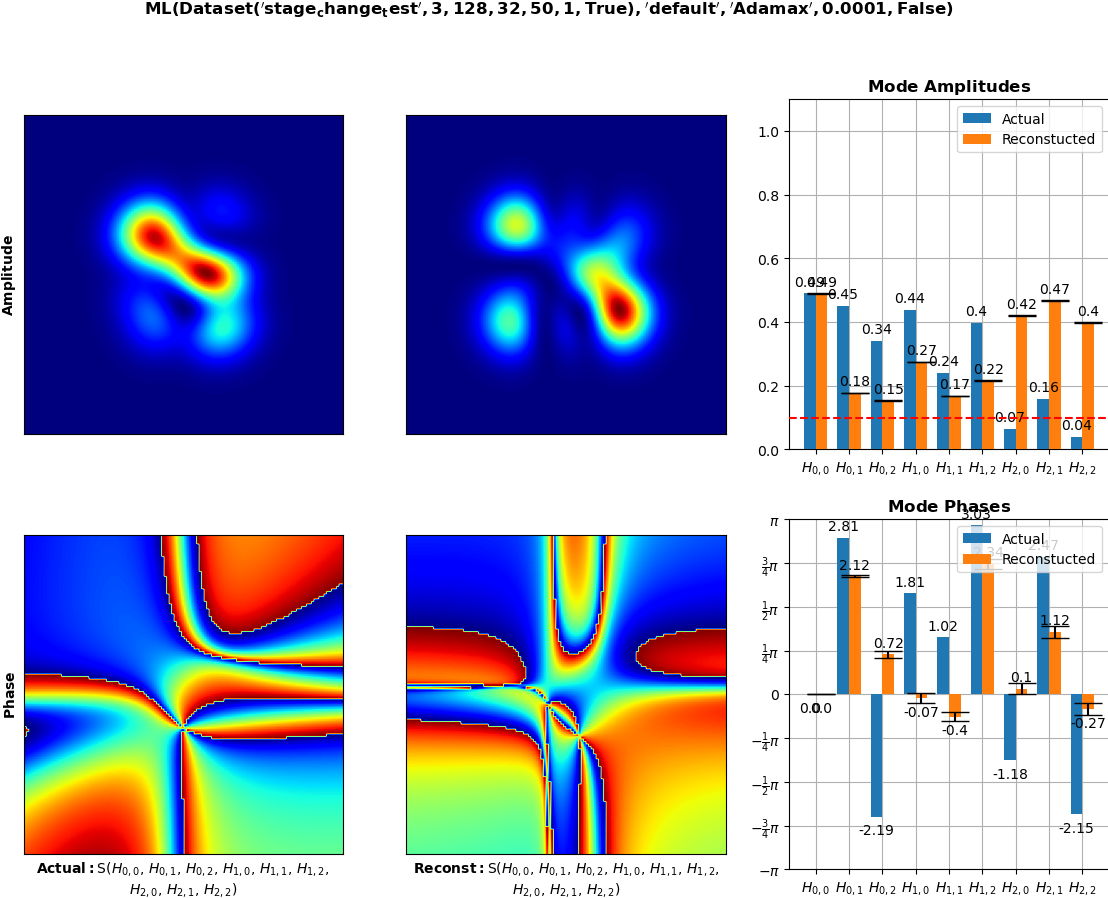 ML(Dataset('stage_change_test', 3, 128, 32, 50, 1, True), 'default', 'Adamax', 0.0001, False)
Amplitude
Mode Amplitudes
Actual
Reconstucted
1.0
0.8
0.6
0.4
0.2
0.0
0.49 0.49 0.45 0.18 0.34 0.15 0.44 0.27 0.24 0.17 0.4 0.22 0.07 0.42 0.16 0.47 0.04 0.4
H0,0 H0,1 H0,2 H1,0 H1,1 H1,2 H2,0 H2,1 H2,2
Phase
Actual: S(H0,0, H0,1, H0,2, H1,0, H1,1, H1,2,
H2,0, H2,1, H2,2)
Reconst: S(H0,0, H0,1, H0,2, H1,0, H1,1, H1,2,
H2,0, H2,1, H2,2)
Mode Phases
Actual
Reconstucted
π
3/4π
1/2π
1/4π
0
−1/4π
−1/2π
−3/4π
−π
0.0 0.0 2.81 2.12 -2.19 0.72 1.81 -0.07 1.02 -0.4 3.03 2.34 -1.18 0.1 2.47 1.12 -2.15 -0.27
H0,0 H0,1 H0,2 H1,0 H1,1 H1,2 H2,0 H2,1 H2,2